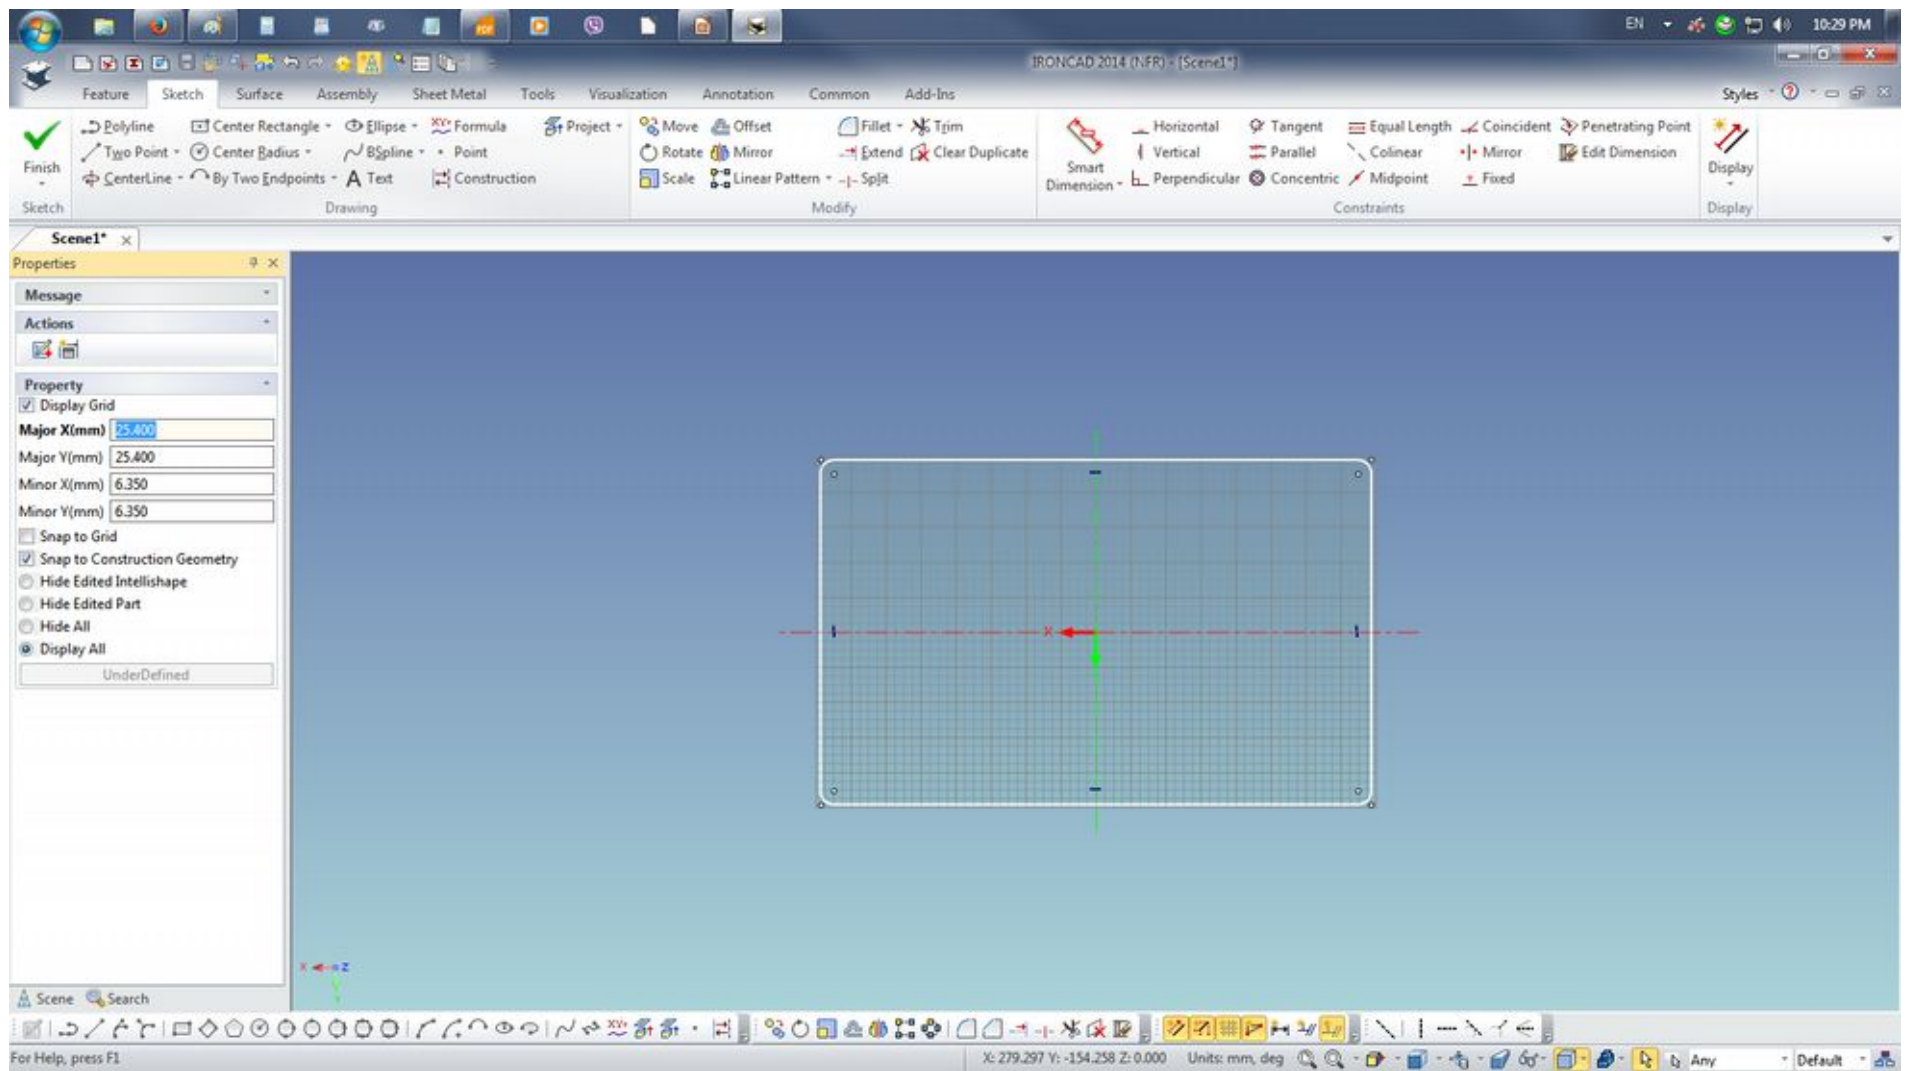 EN 10:29 PM
IRONCAD 2014 (NFR) - [Scene1*]
Feature Sketch Surface Assembly Sheet Metal Tools Visualization Annotation Common Add-Ins Styles
Polyline Center Rectangle Ellipse Formula Project Move Offset Fillet Trim Horizontal Tangent Equal Length Coincident Penetrating Point
Two Point Center Radius BSpline Point Rotate Mirror Extend Clear Duplicate Vertical Parallel Colinear Mirror Edit Dimension
Finish CenterLine By Two Endpoints Text Construction Scale Linear Pattern Split Smart Dimension Perpendicular Concentric Midpoint Fixed Display
Sketch Drawing Modify Constraints Display
Scene1*
Properties
Message
Actions
Property
Display Grid
Major X(mm) 25.400
Major Y(mm) 25.400
Minor X(mm) 6.350
Minor Y(mm) 6.350
Snap to Grid
Snap to Construction Geometry
Hide Edited Intellishape
Hide Edited Part
Hide All
Display All
UnderDefined
X
X Z
Y
Scene Search
For Help, press F1 X: 279.297 Y: -154.258 Z: 0.000 Units: mm, deg Any Default